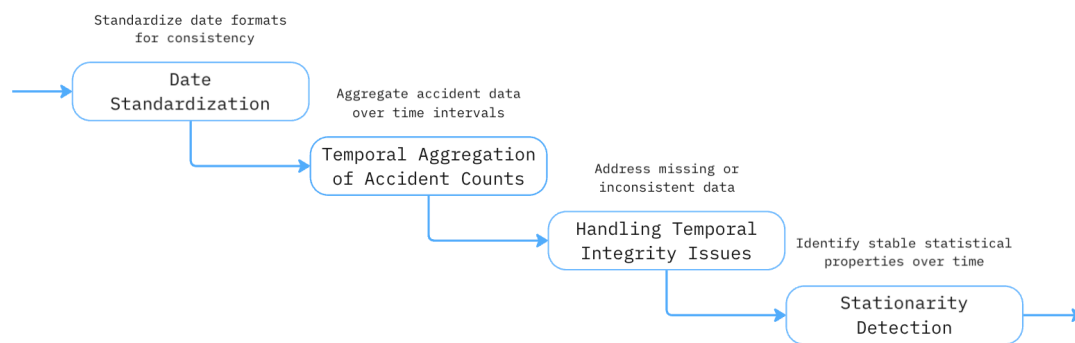 Standardize date formats
for consistency
Date
Standardization
Aggregate accident data
over time intervals
Temporal Aggregation
of Accident Counts
Address missing or
inconsistent data
Handling Temporal
Integrity Issues
Identify stable statistical
properties over time
Stationarity
Detection